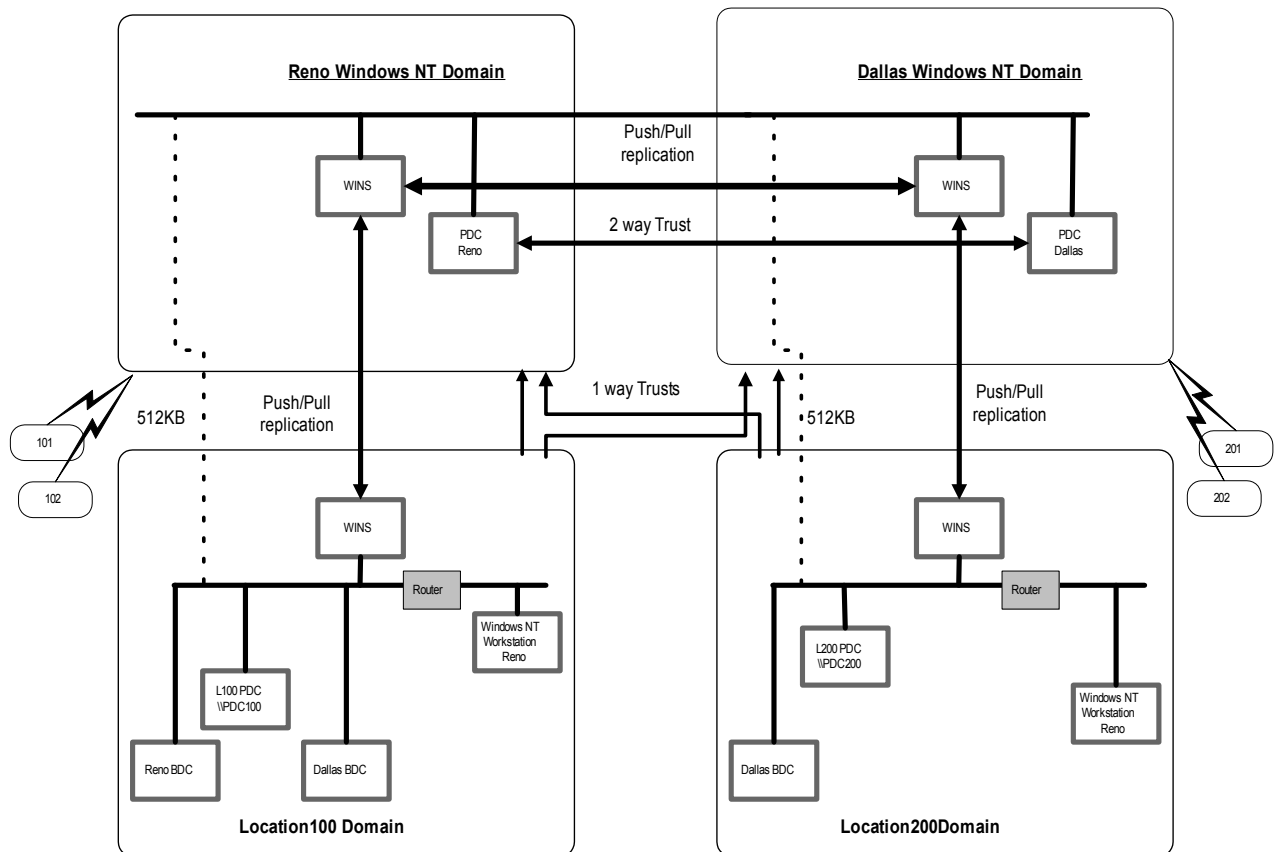 Reno Windows NT Domain
Dallas Windows NT Domain
Push/Pull
replication
WINS
WINS
PDC
Reno
2 way Trust
PDC
Dallas
101
102
512KB
Push/Pull
replication
1 way Trusts
512KB
Push/Pull
replication
201
202
WINS
WINS
Router
Router
Windows NT
Workstation
Reno
L100 PDC
\\PDC100
L200 PDC
\\PDC200
Windows NT
Workstation
Reno
Reno BDC
Dallas BDC
Dallas BDC
Location100 Domain
Location200Domain